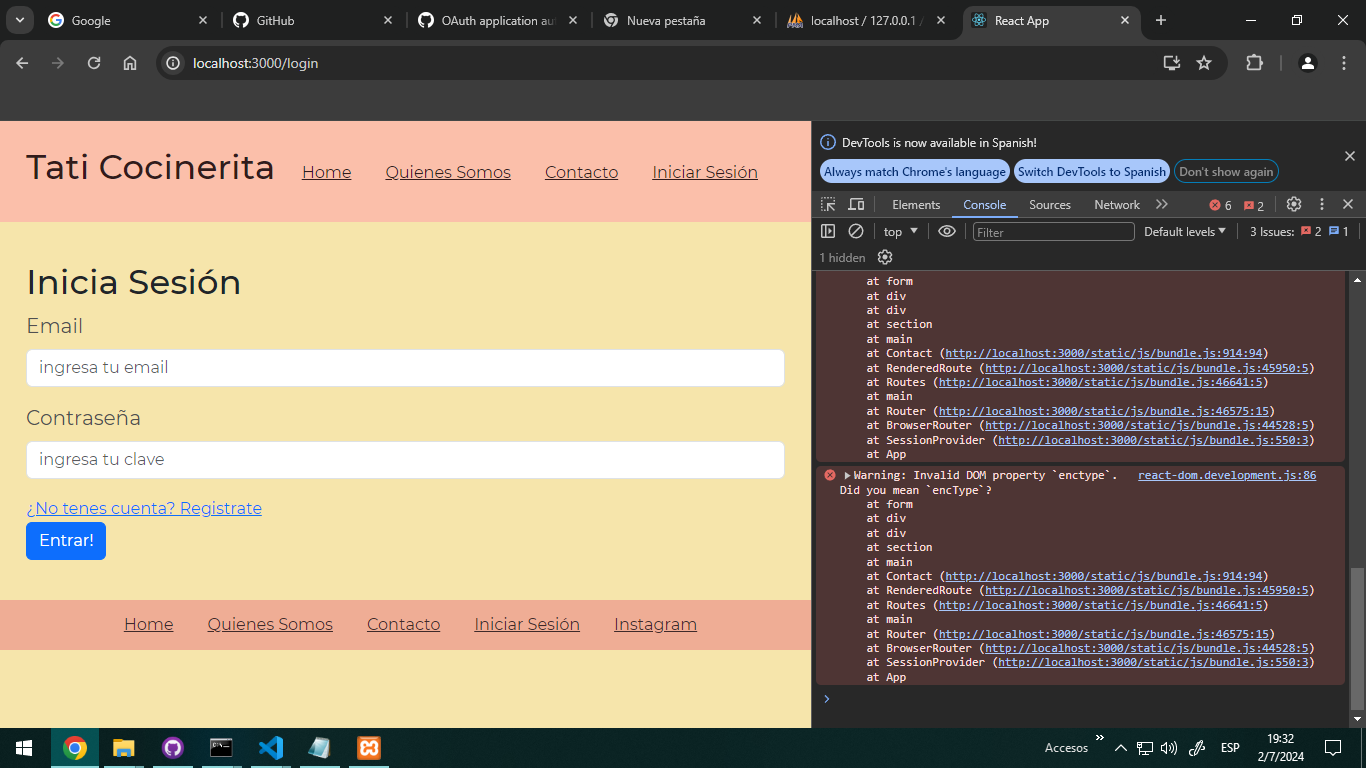 Google
GitHub
OAuth application au
Nueva pestaña
localhost / 127.0.0.1 /
React App
localhost:3000/login
Tati Cocinerita
Home
Quienes Somos
Contacto
Iniciar Sesión
Inicia Sesión
Email
ingresa tu email
Contraseña
ingresa tu clave
¿No tenes cuenta? Registrate
Entrar!
Home
Quienes Somos
Contacto
Iniciar Sesión
Instagram
DevTools is now available in Spanish!
Always match Chrome's language
Switch DevTools to Spanish
Don't show again
Elements
Console
Sources
Network
6
2
top
Filter
Default levels
3 Issues:
2
1
1 hidden
at form
at div
at div
at section
at main
at Contact (http://localhost:3000/static/js/bundle.js:914:94)
at RenderedRoute (http://localhost:3000/static/js/bundle.js:45950:5)
at Routes (http://localhost:3000/static/js/bundle.js:46641:5)
at main
at Router (http://localhost:3000/static/js/bundle.js:46575:15)
at BrowserRouter (http://localhost:3000/static/js/bundle.js:44528:5)
at SessionProvider (http://localhost:3000/static/js/bundle.js:550:3)
at App
Warning: Invalid DOM property `enctype`. react-dom.development.js:86
Did you mean `encType`?
at form
at div
at div
at section
at main
at Contact (http://localhost:3000/static/js/bundle.js:914:94)
at RenderedRoute (http://localhost:3000/static/js/bundle.js:45950:5)
at Routes (http://localhost:3000/static/js/bundle.js:46641:5)
at main
at Router (http://localhost:3000/static/js/bundle.js:46575:15)
at BrowserRouter (http://localhost:3000/static/js/bundle.js:44528:5)
at SessionProvider (http://localhost:3000/static/js/bundle.js:550:3)
at App
Accesos
ESP
19:32
2/7/2024